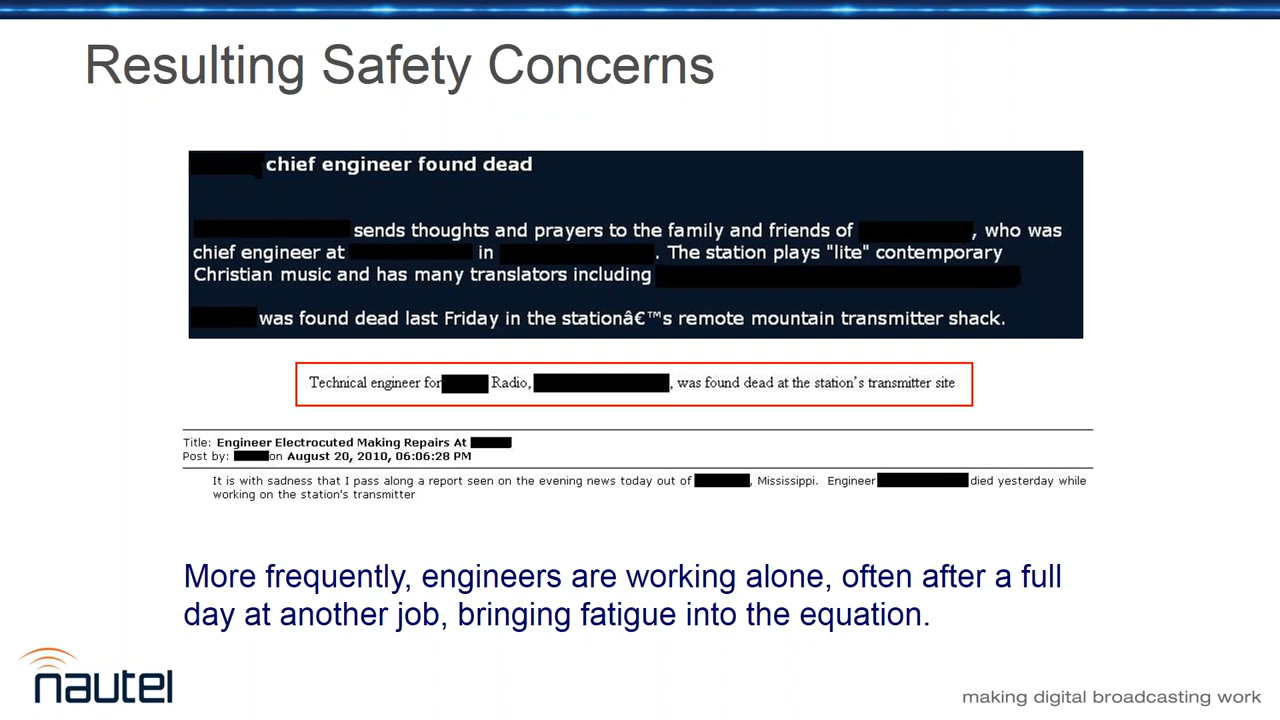 Resulting Safety Concerns
chief engineer found dead
sends thoughts and prayers to the family and friends of , who was
chief engineer at in . The station plays "lite" contemporary
Christian music and has many translators including
was found dead last Friday in the stationâ€™s remote mountain transmitter shack.
Technical engineer for Radio, , was found dead at the station’s transmitter site
Title: Engineer Electrocuted Making Repairs At
Post by: on August 20, 2010, 06:06:28 PM
It is with sadness that I pass along a report seen on the evening news today out of , Mississippi. Engineer died yesterday while
working on the station's transmitter
More frequently, engineers are working alone, often after a full
day at another job, bringing fatigue into the equation.
nautel
making digital broadcasting work